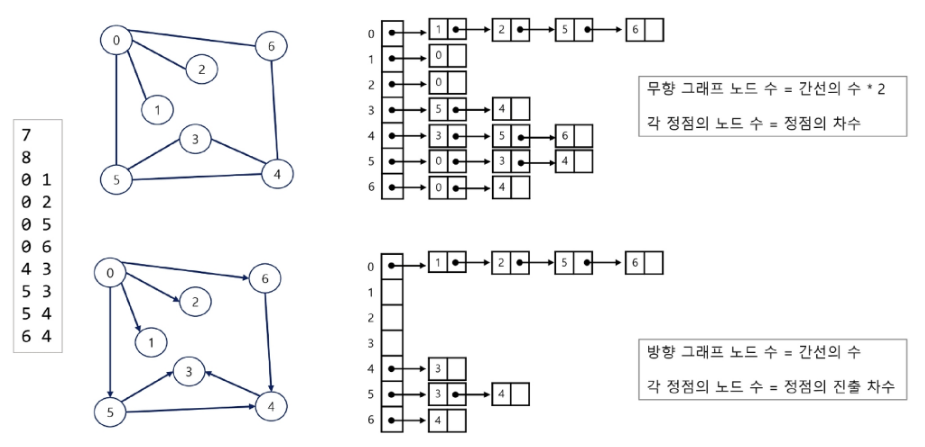 7
8
0 1
0 2
0 5
0 6
4 3
5 3
5 4
6 4
0
6
2
1
3
5
4
0 1 2 5 6
1 0
2 0
3 5 4
4 3 5 6
5 0 3 4
6 0 4
무향 그래프 노드 수 = 간선의 수 * 2
각 정점의 노드 수 = 정점의 차수
0
6
2
1
3
5
4
0 1 2 5 6
1
2
3
4 3
5 3 4
6 4
방향 그래프 노드 수 = 간선의 수
각 정점의 노드 수 = 정점의 진출 차수